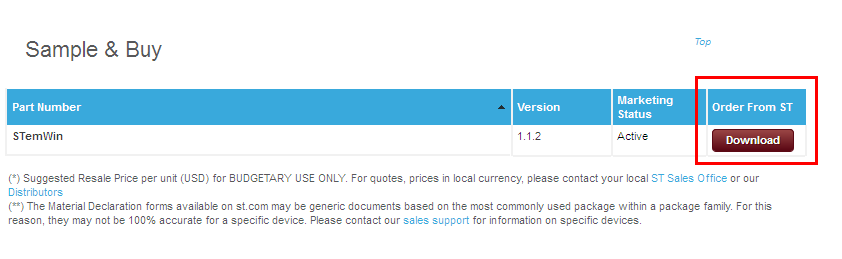 Top
Sample & Buy
Part Number Version Marketing Status Order From ST
STemWin 1.1.2 Active Download
(*) Suggested Resale Price per unit (USD) for BUDGETARY USE ONLY. For quotes, prices in local currency, please contact your local ST Sales Office or our
Distributors
(**) The Material Declaration forms available on st.com may be generic documents based on the most commonly used package within a package family. For this
reason, they may not be 100% accurate for a specific device. Please contact our sales support for information on specific devices.